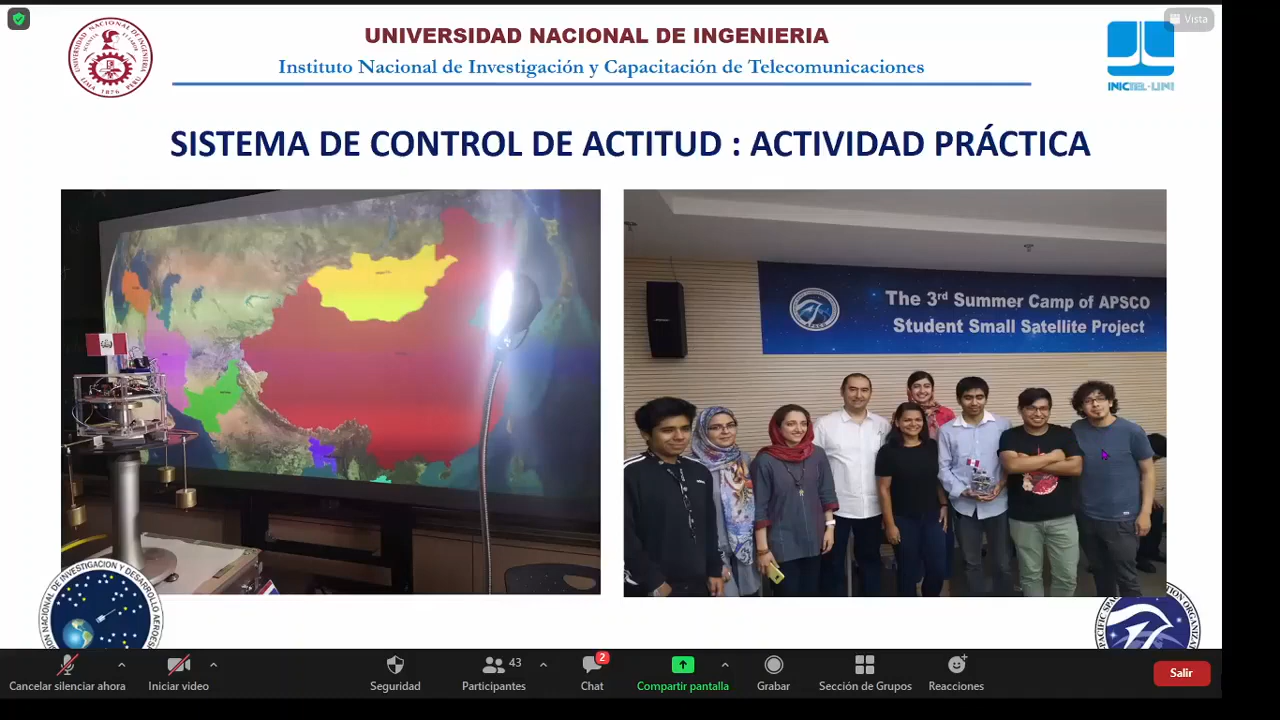 Vista
UNIVERSIDAD NACIONAL DE INGENIERIA
Instituto Nacional de Investigación y Capacitación de Telecomunicaciones
INICTEL-UNI
SISTEMA DE CONTROL DE ACTITUD : ACTIVIDAD PRÁCTICA
The 3rd Summer Camp of APSCO
Student Small Satellite Project
APSCO
43
2
Cancelar silenciar ahora
Iniciar video
Seguridad
Participantes
Chat
Compartir pantalla
Grabar
Sección de Grupos
Reacciones
Salir